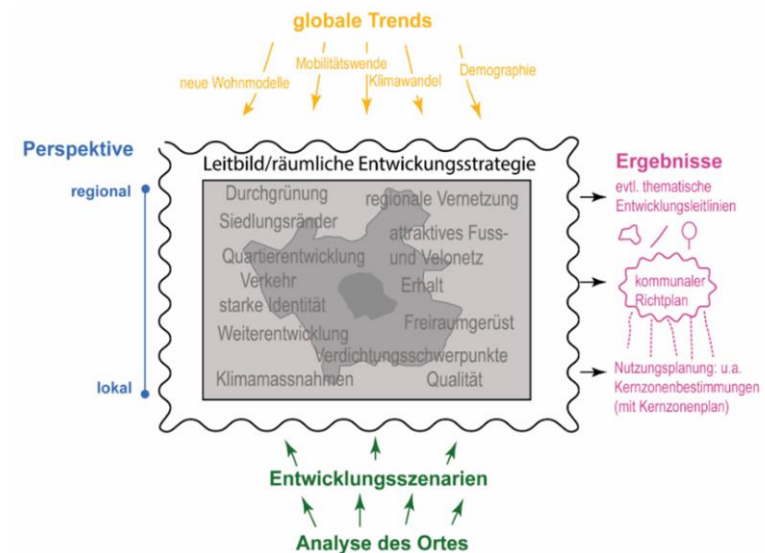 globale Trends
neue Wohnmodelle
Mobilitätswende
Klimawandel
Demographie
Perspektive
regional
lokal
Leitbild/räumliche Entwickungsstrategie
Durchgrünung
regionale Vernetzung
Siedlungsränder
attraktives Fuss-
und Velonetz
Quartierentwicklung
Verkehr
Erhalt
starke Identität
Freiraumgerüst
Weiterentwicklung
Verdichtungsschwerpunkte
Klimamassnahmen
Qualität
Ergebnisse
evtl. thematische
Entwicklungsleitlinien
kommunaler
Richtplan
Nutzungsplanung: u.a.
Kernzonenbestimmungen
(mit Kernzonenplan)
Entwicklungsszenarien
Analyse des Ortes